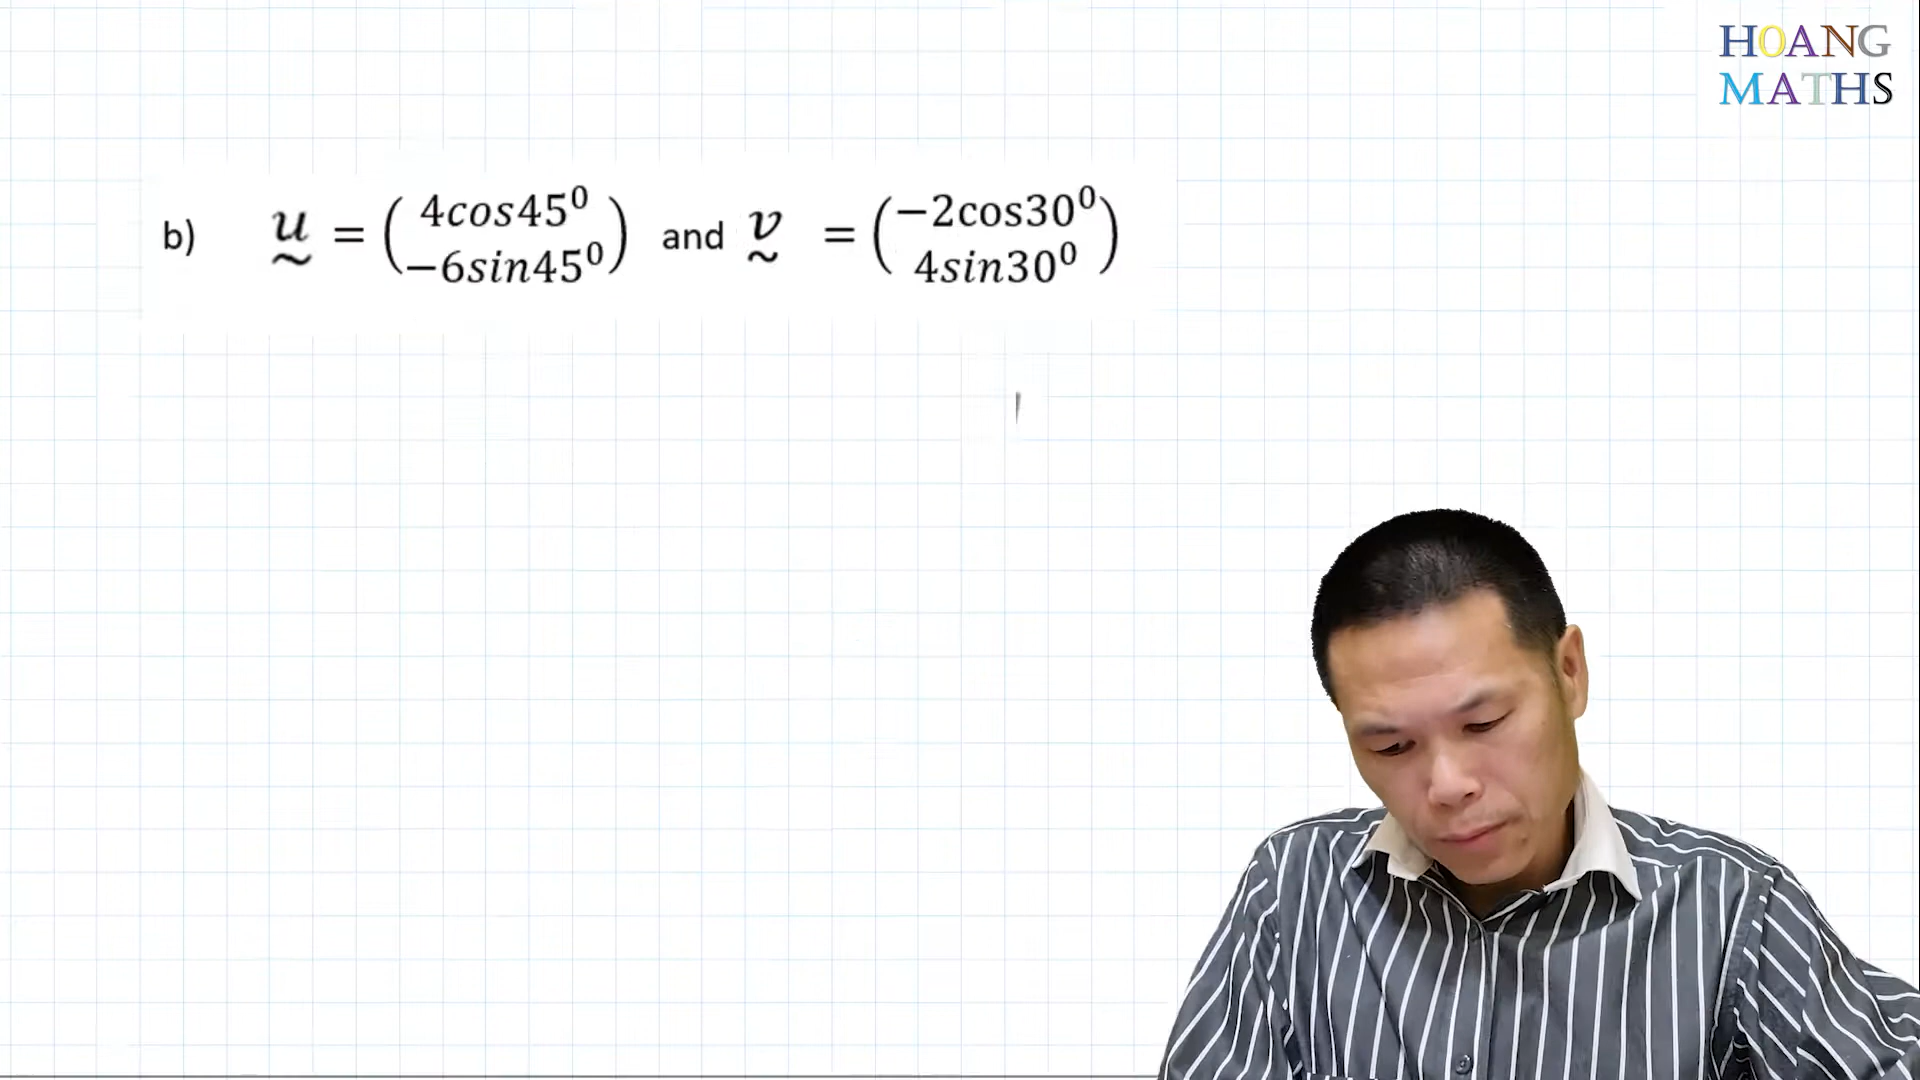 HOANG
MATHS
b) u = (4cos45⁰
−6sin45⁰) and v = (−2cos30⁰
4sin30⁰)